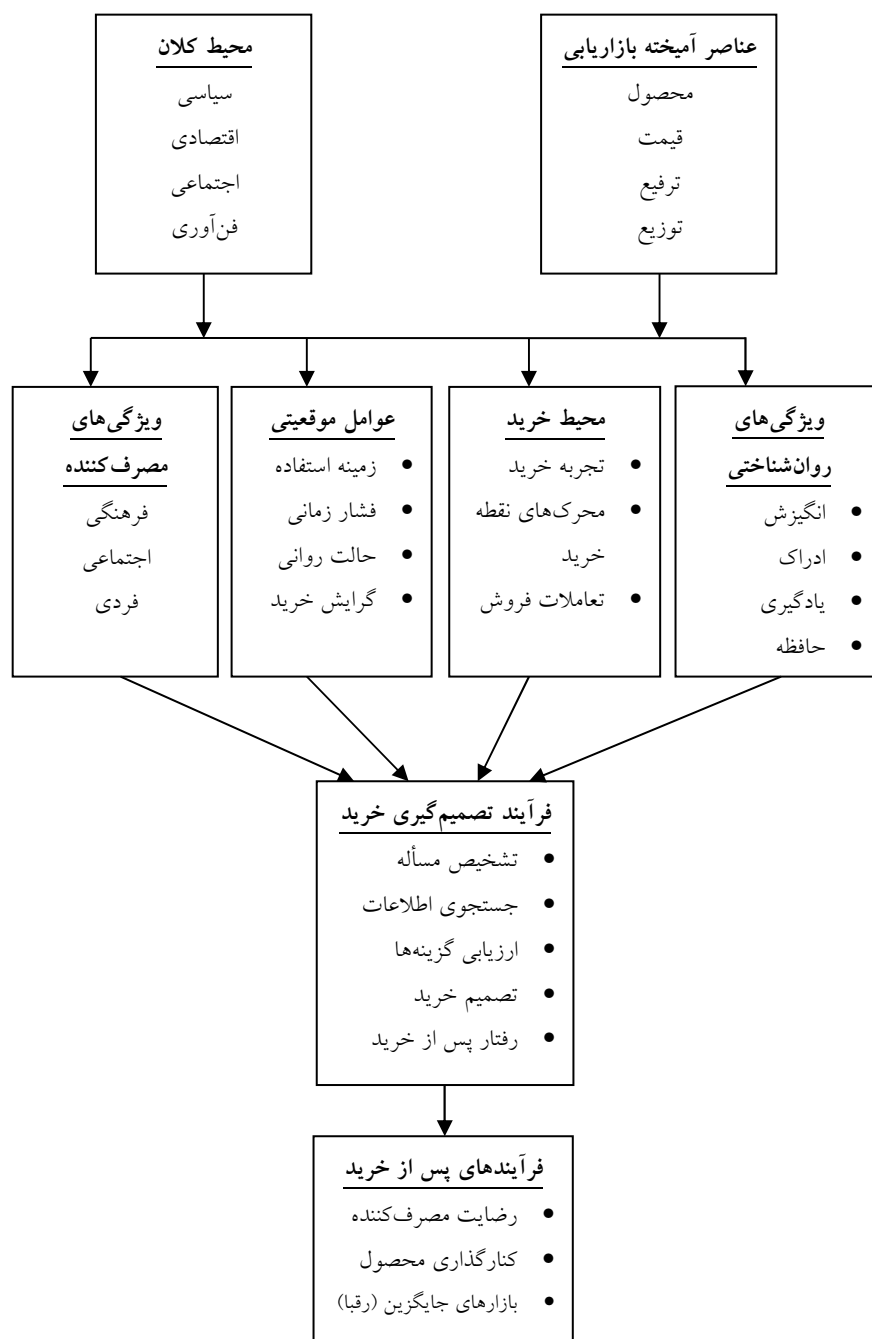 عناصر آمیخته بازاریابی
محصول
قیمت
ترفیع
توزیع
محیط کلان
سیاسی
اقتصادی
اجتماعی
فن‌آوری
ویژگی‌های
روان‌شناختی
• انگیزش
• ادراک
• یادگیری
• حافظه
محیط خرید
• تجربه خرید
• محرک‌های نقطه
خرید
• تعاملات فروش
عوامل موقعیتی
• زمینه استفاده
• فشار زمانی
• حالت روانی
• گرایش خرید
ویژگی‌های
مصرف‌کننده
فرهنگی
اجتماعی
فردی
فرآیند تصمیم‌گیری خرید
• تشخیص مسأله
• جستجوی اطلاعات
• ارزیابی گزینه‌ها
• تصمیم خرید
• رفتار پس از خرید
فرآیندهای پس از خرید
• رضایت مصرف‌کننده
• کنارگذاری محصول
• بازارهای جایگزین (رقبا)